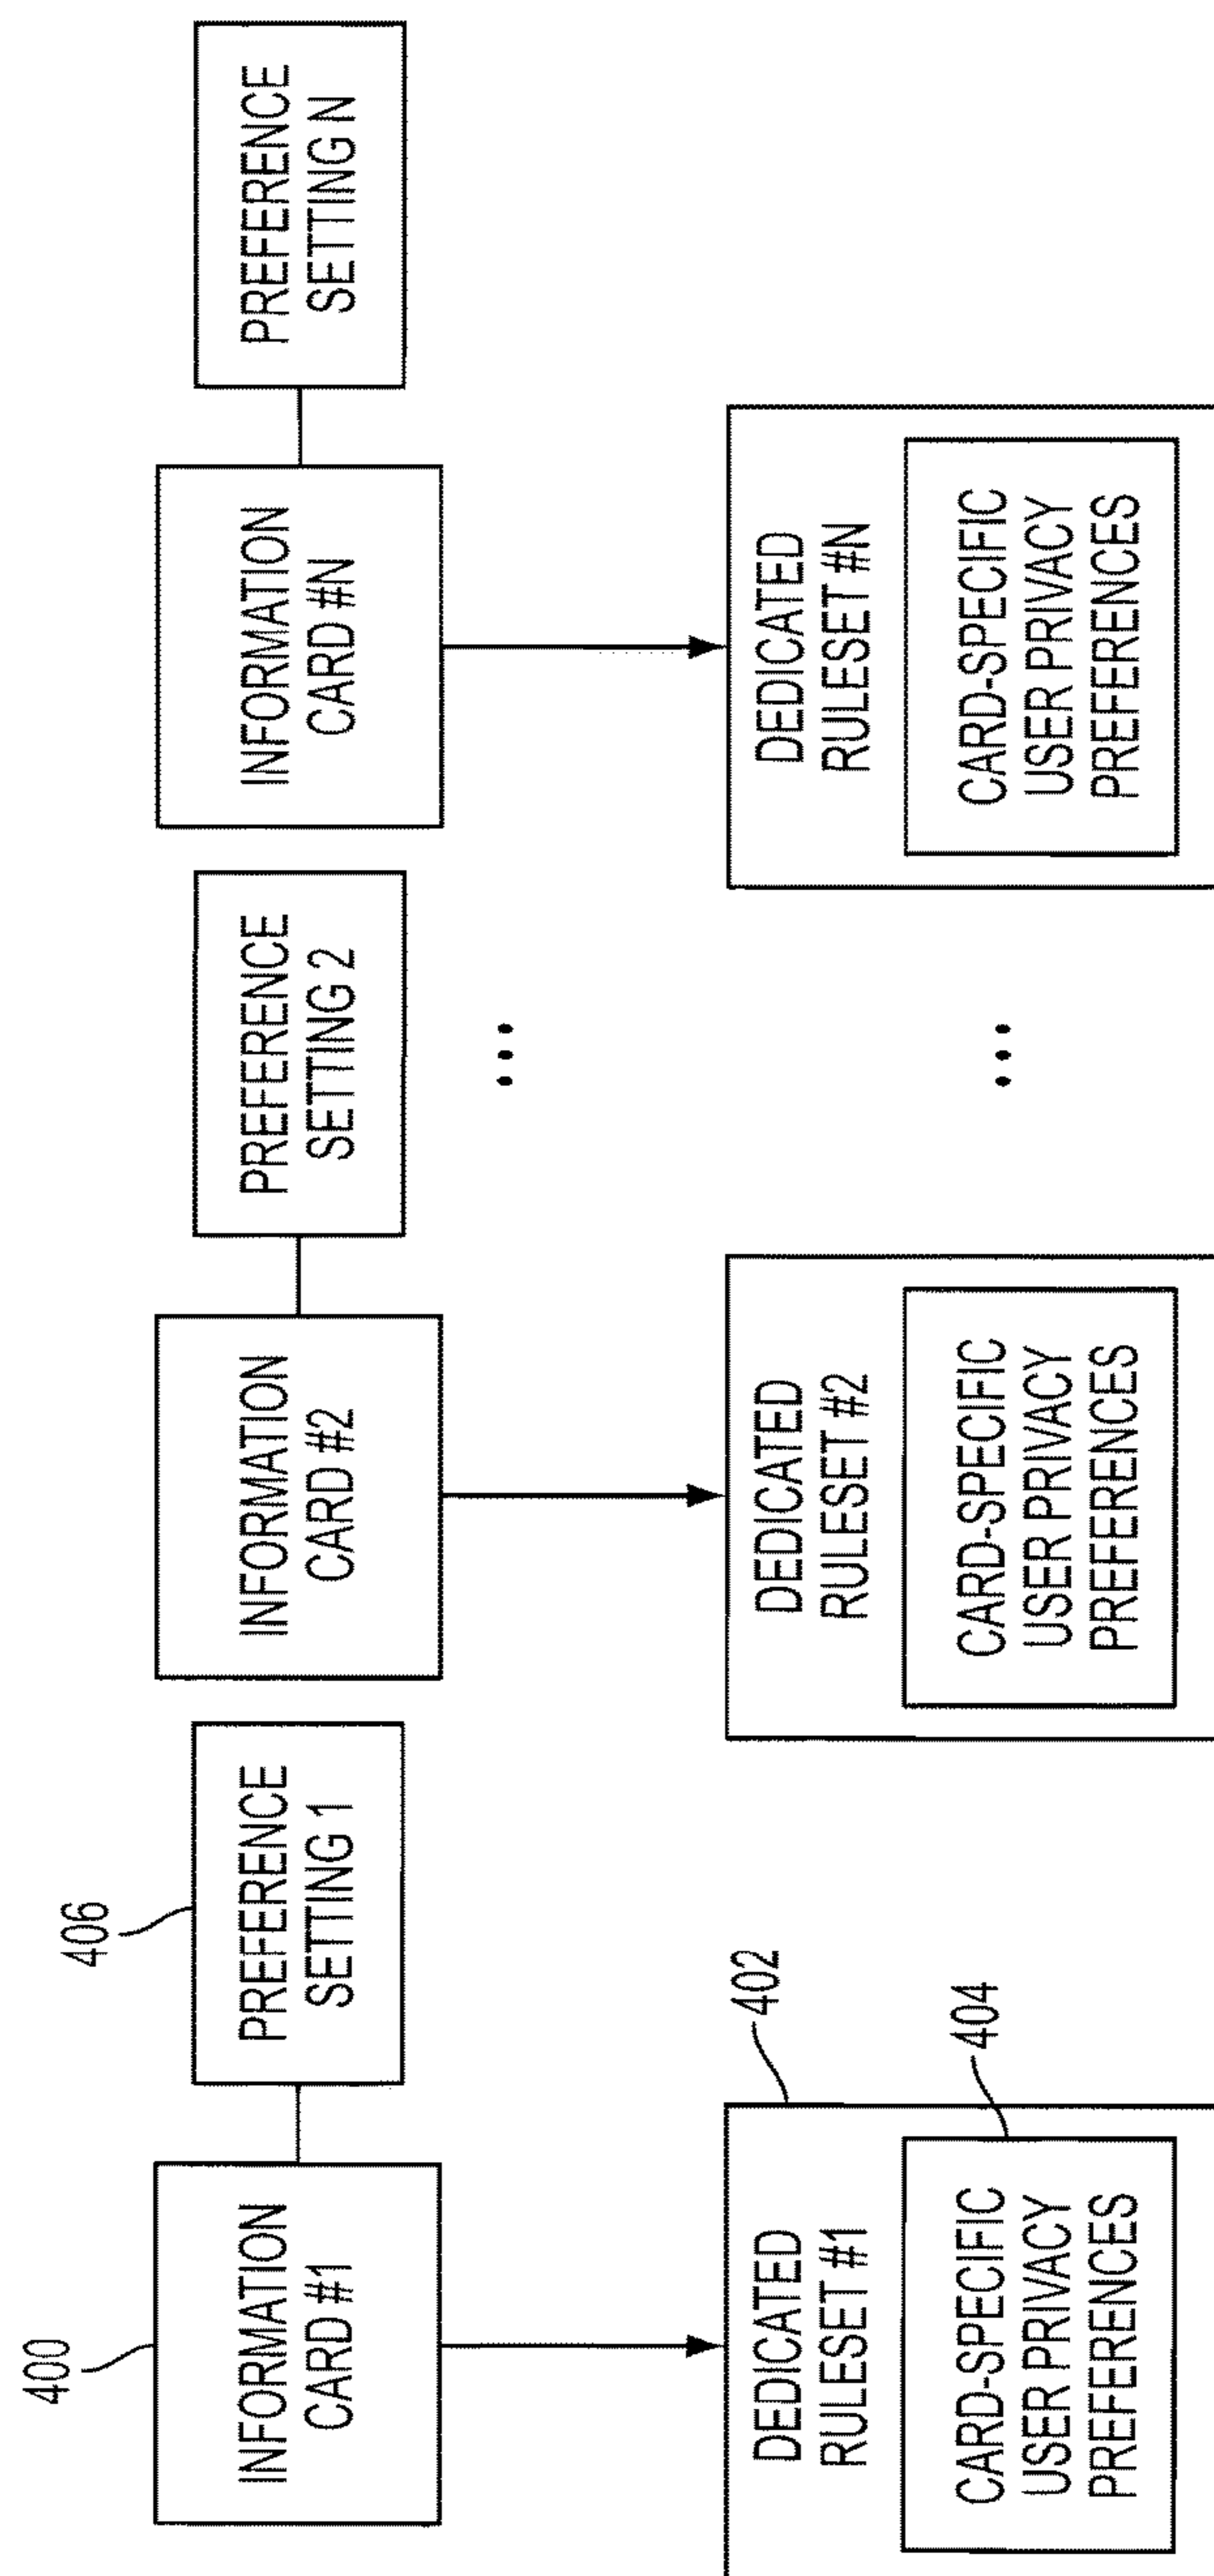 400
INFORMATION
CARD #1
406
PREFERENCE
SETTING 1
INFORMATION
CARD #2
PREFERENCE
SETTING 2
INFORMATION
CARD #N
PREFERENCE
SETTING N
...
402
DEDICATED
RULESET #1
404
CARD-SPECIFIC
USER PRIVACY
PREFERENCES
DEDICATED
RULESET #2
CARD-SPECIFIC
USER PRIVACY
PREFERENCES
...
DEDICATED
RULESET #N
CARD-SPECIFIC
USER PRIVACY
PREFERENCES